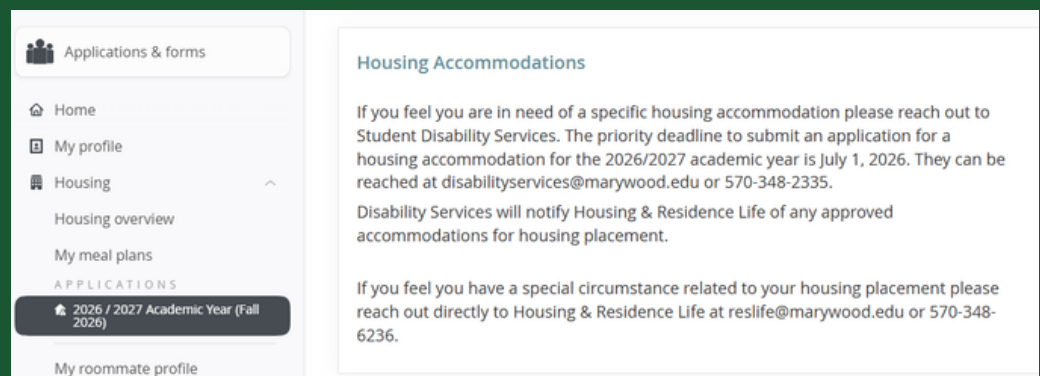 Applications & forms
Home
My profile
Housing
Housing overview
My meal plans
APPLICATIONS
2026 / 2027 Academic Year (Fall
2026)
My roommate profile
Housing Accommodations
If you feel you are in need of a specific housing accommodation please reach out to
Student Disability Services. The priority deadline to submit an application for a
housing accommodation for the 2026/2027 academic year is July 1, 2026. They can be
reached at disabilityservices@marywood.edu or 570-348-2335.
Disability Services will notify Housing & Residence Life of any approved
accommodations for housing placement.
If you feel you have a special circumstance related to your housing placement please
reach out directly to Housing & Residence Life at reslife@marywood.edu or 570-348-
6236.